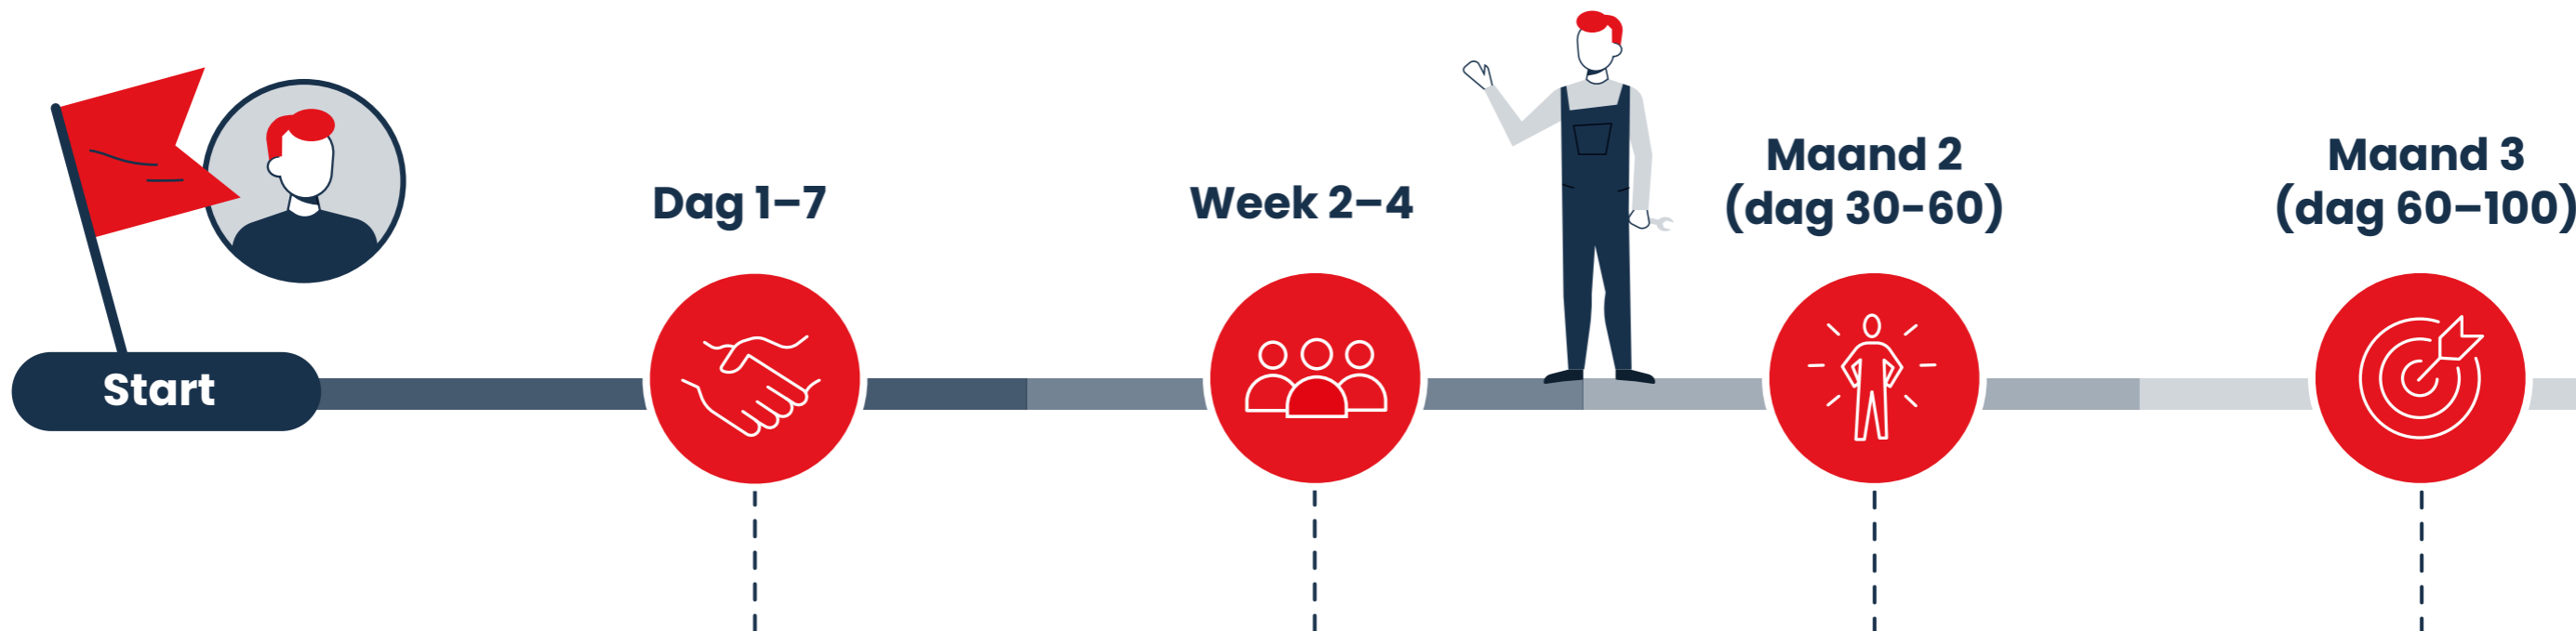 Start
Dag 1–7
Week 2–4
Maand 2
(dag 30-60)
Maand 3
(dag 60–100)